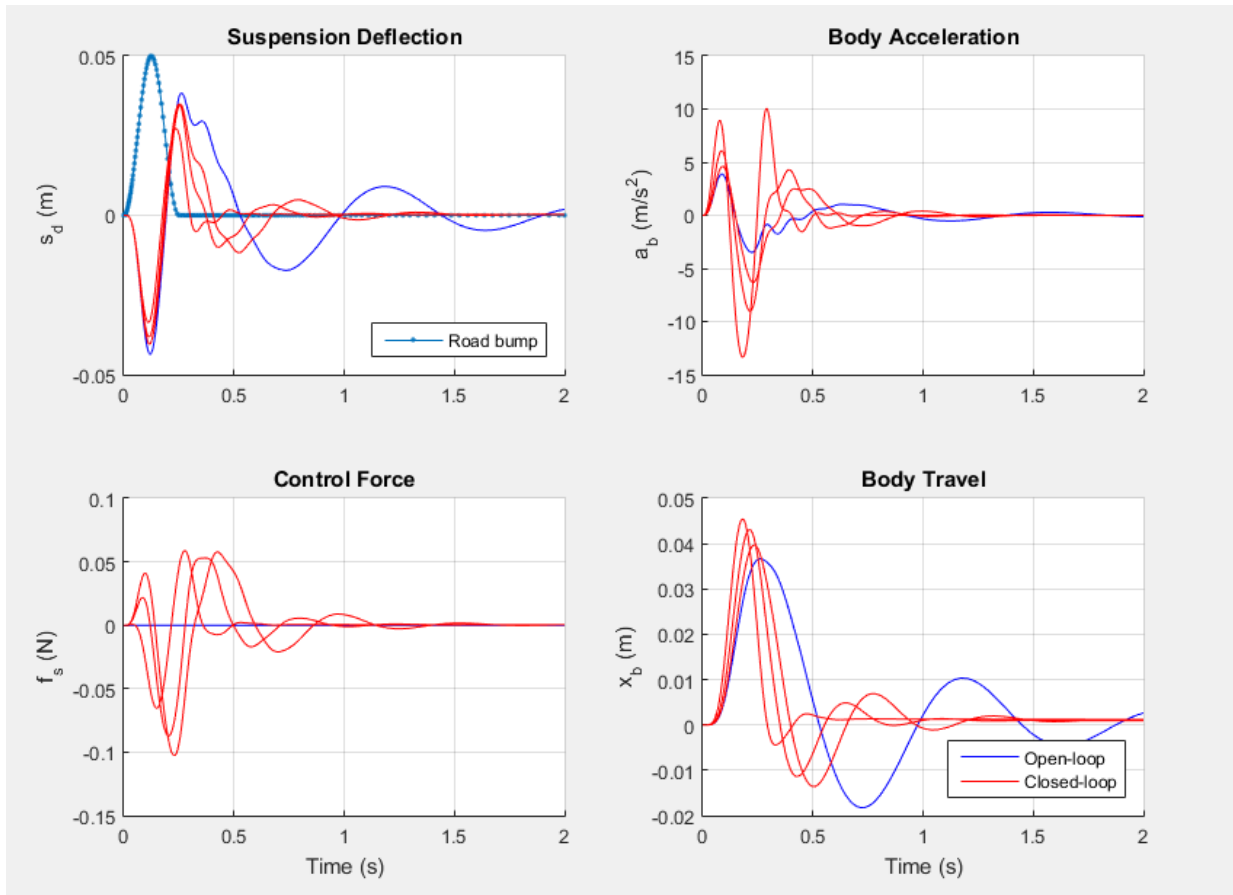 Suspension Deflection
0.05
0
-0.05
s_d (m)
0 0.5 1 1.5 2
Road bump
Body Acceleration
15
10
5
0
-5
-10
-15
a_b (m/s^2)
0 0.5 1 1.5 2
Control Force
0.1
0.05
0
-0.05
-0.1
-0.15
f_s (N)
0 0.5 1 1.5 2
Time (s)
Body Travel
0.05
0.04
0.03
0.02
0.01
0
-0.01
-0.02
x_b (m)
Open-loop
Closed-loop
0 0.5 1 1.5 2
Time (s)